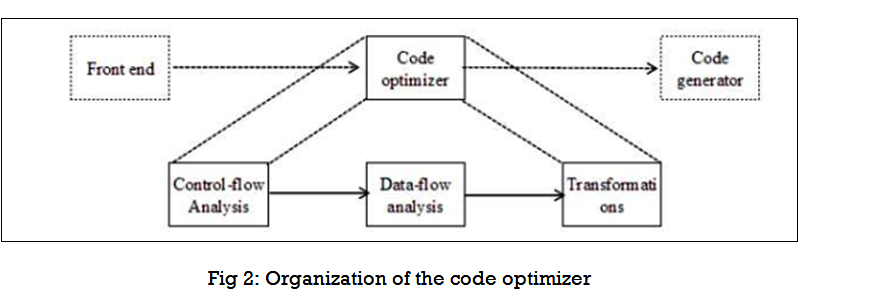 Front end
Code
optimizer
Code
generator
Control-flow
Analysis
Data-flow
analysis
Transformati
ons
Fig 2: Organization of the code optimizer